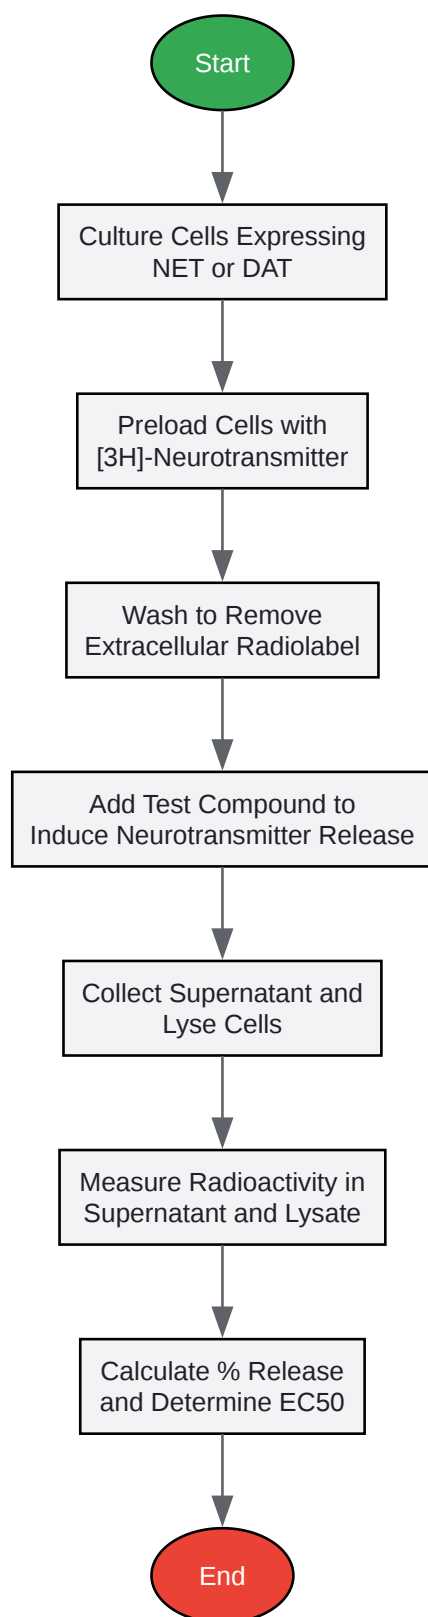 Start
Culture Cells Expressing
NET or DAT
Preload Cells with
[3H]-Neurotransmitter
Wash to Remove
Extracellular Radiolabel
Add Test Compound to
Induce Neurotransmitter Release
Collect Supernatant and
Lyse Cells
Measure Radioactivity in
Supernatant and Lysate
Calculate % Release
and Determine EC50
End